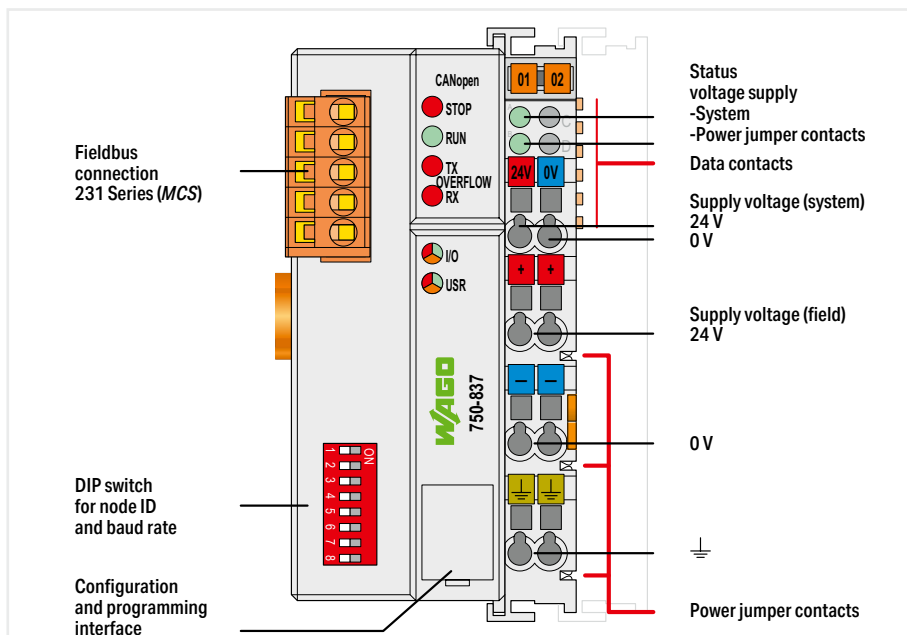 Fieldbus
connection
231 Series (MCS)
DIP switch
for node ID
and baud rate
Configuration
and programming
interface
ON
1
2
3
4
5
6
7
8
CANopen
STOP
RUN
TX
OVERFLOW
RX
I/O
USR
WAGO
750-837
01 02
C
D
24V 0V
+ +
— —
Status
voltage supply
-System
-Power jumper contacts
Data contacts
Supply voltage (system)
24 V
0 V
Supply voltage (field)
24 V
0 V
Power jumper contacts